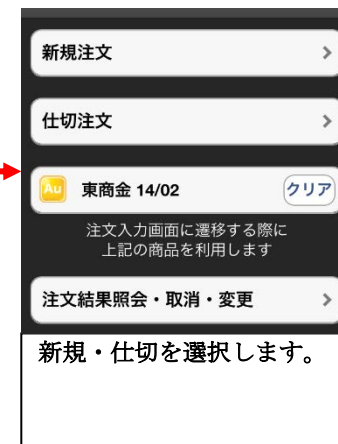 新規注文
仕切注文
Au 東商金 14/02 クリア
注文入力画面に遷移する際に
上記の商品を利用します
注文結果照会・取消・変更
新規・仕切を選択します。